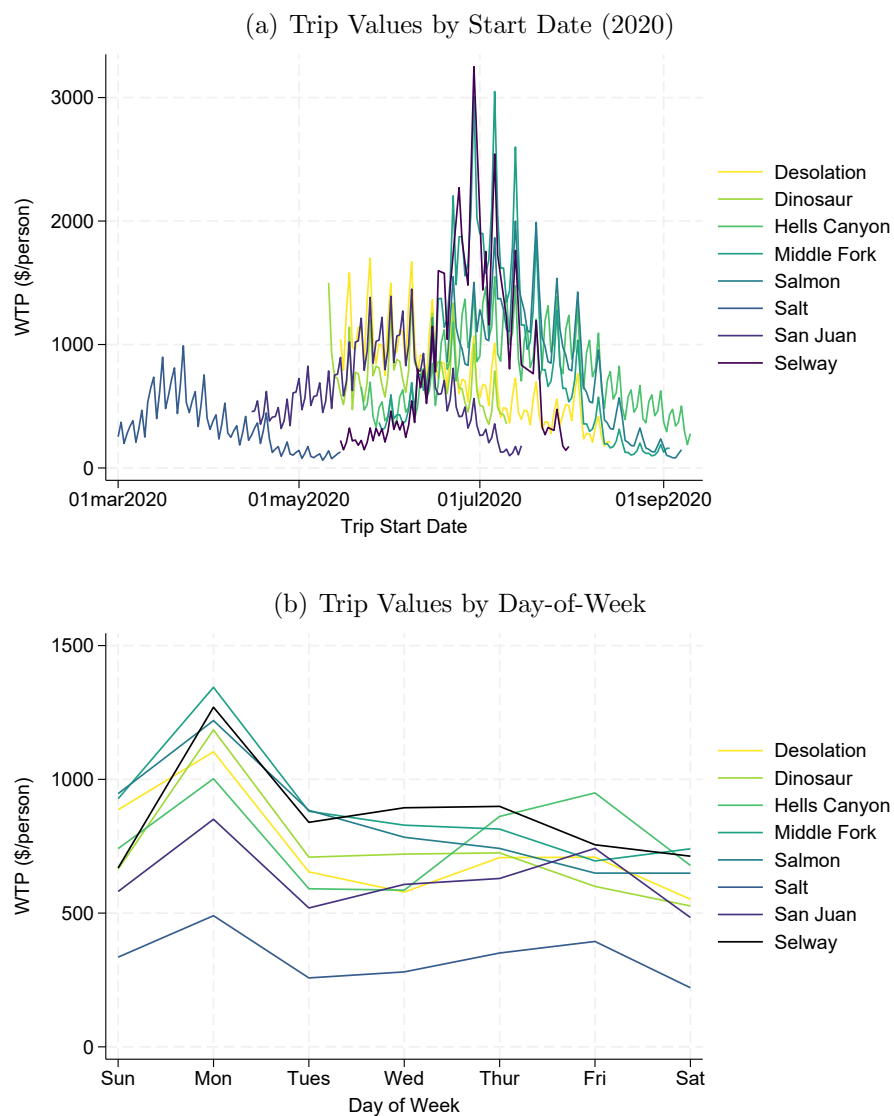 (a) Trip Values by Start Date (2020)
WTP ($/person)
3000
2000
1000
0
01mar2020
01may2020
01jul2020
01sep2020
Trip Start Date
Desolation
Dinosaur
Hells Canyon
Middle Fork
Salmon
Salt
San Juan
Selway
(b) Trip Values by Day-of-Week
WTP ($/person)
1500
1000
500
0
Sun
Mon
Tues
Wed
Thur
Fri
Sat
Day of Week
Desolation
Dinosaur
Hells Canyon
Middle Fork
Salmon
Salt
San Juan
Selway